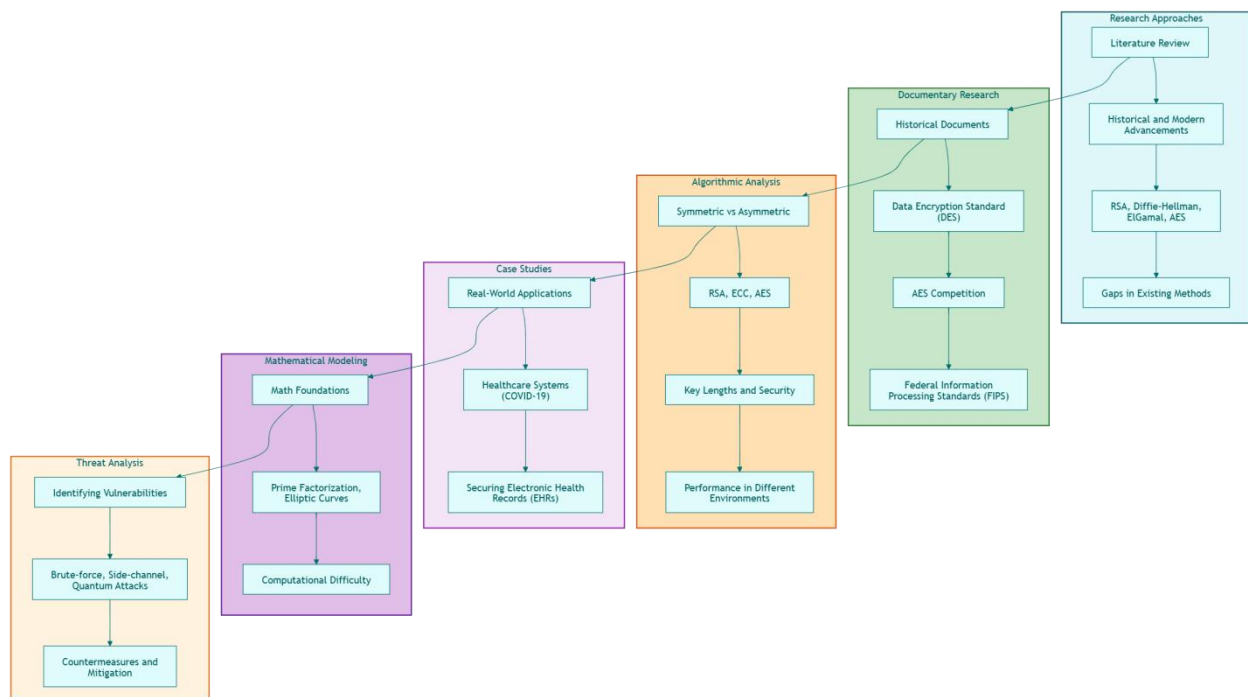 Research Approaches
Literature Review
Historical and Modern
Advancements
RSA, Diffie-Hellman,
ElGamal, AES
Gaps in Existing Methods
Documentary Research
Historical Documents
Data Encryption Standard
(DES)
AES Competition
Federal Information
Processing Standards (FIPS)
Algorithmic Analysis
Symmetric vs Asymmetric
RSA, ECC, AES
Key Lengths and Security
Performance in Different
Environments
Case Studies
Real-World Applications
Healthcare Systems
(COVID-19)
Securing Electronic Health
Records (EHRs)
Mathematical Modeling
Math Foundations
Prime Factorization,
Elliptic Curves
Computational Difficulty
Threat Analysis
Identifying Vulnerabilities
Brute-force, Side-channel,
Quantum Attacks
Countermeasures and
Mitigation